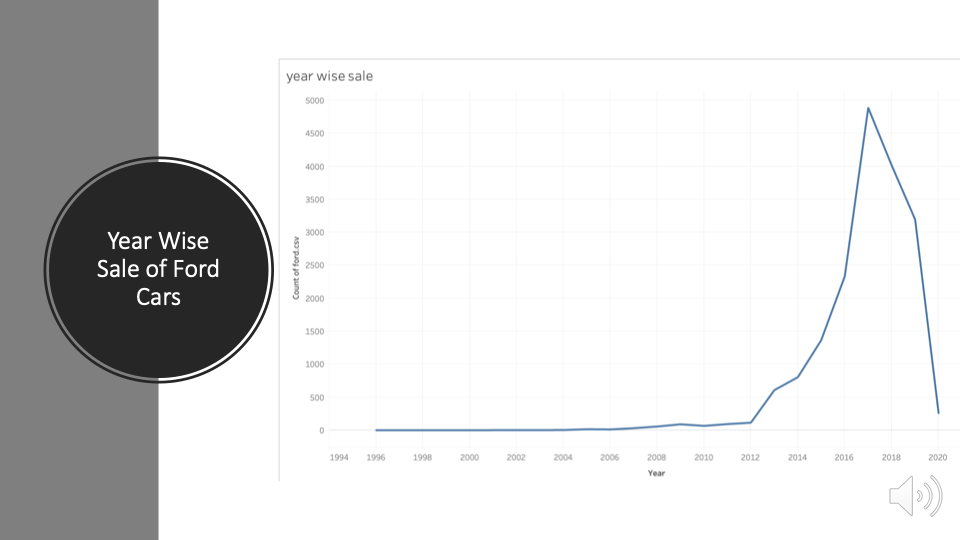 Year Wise
Sale of Ford
Cars
year wise sale
Count of ford.csv
5000
4500
4000
3500
3000
2500
2000
1500
1000
500
0
1994 1996 1998 2000 2002 2004 2006 2008 2010 2012 2014 2016 2018 2020
Year